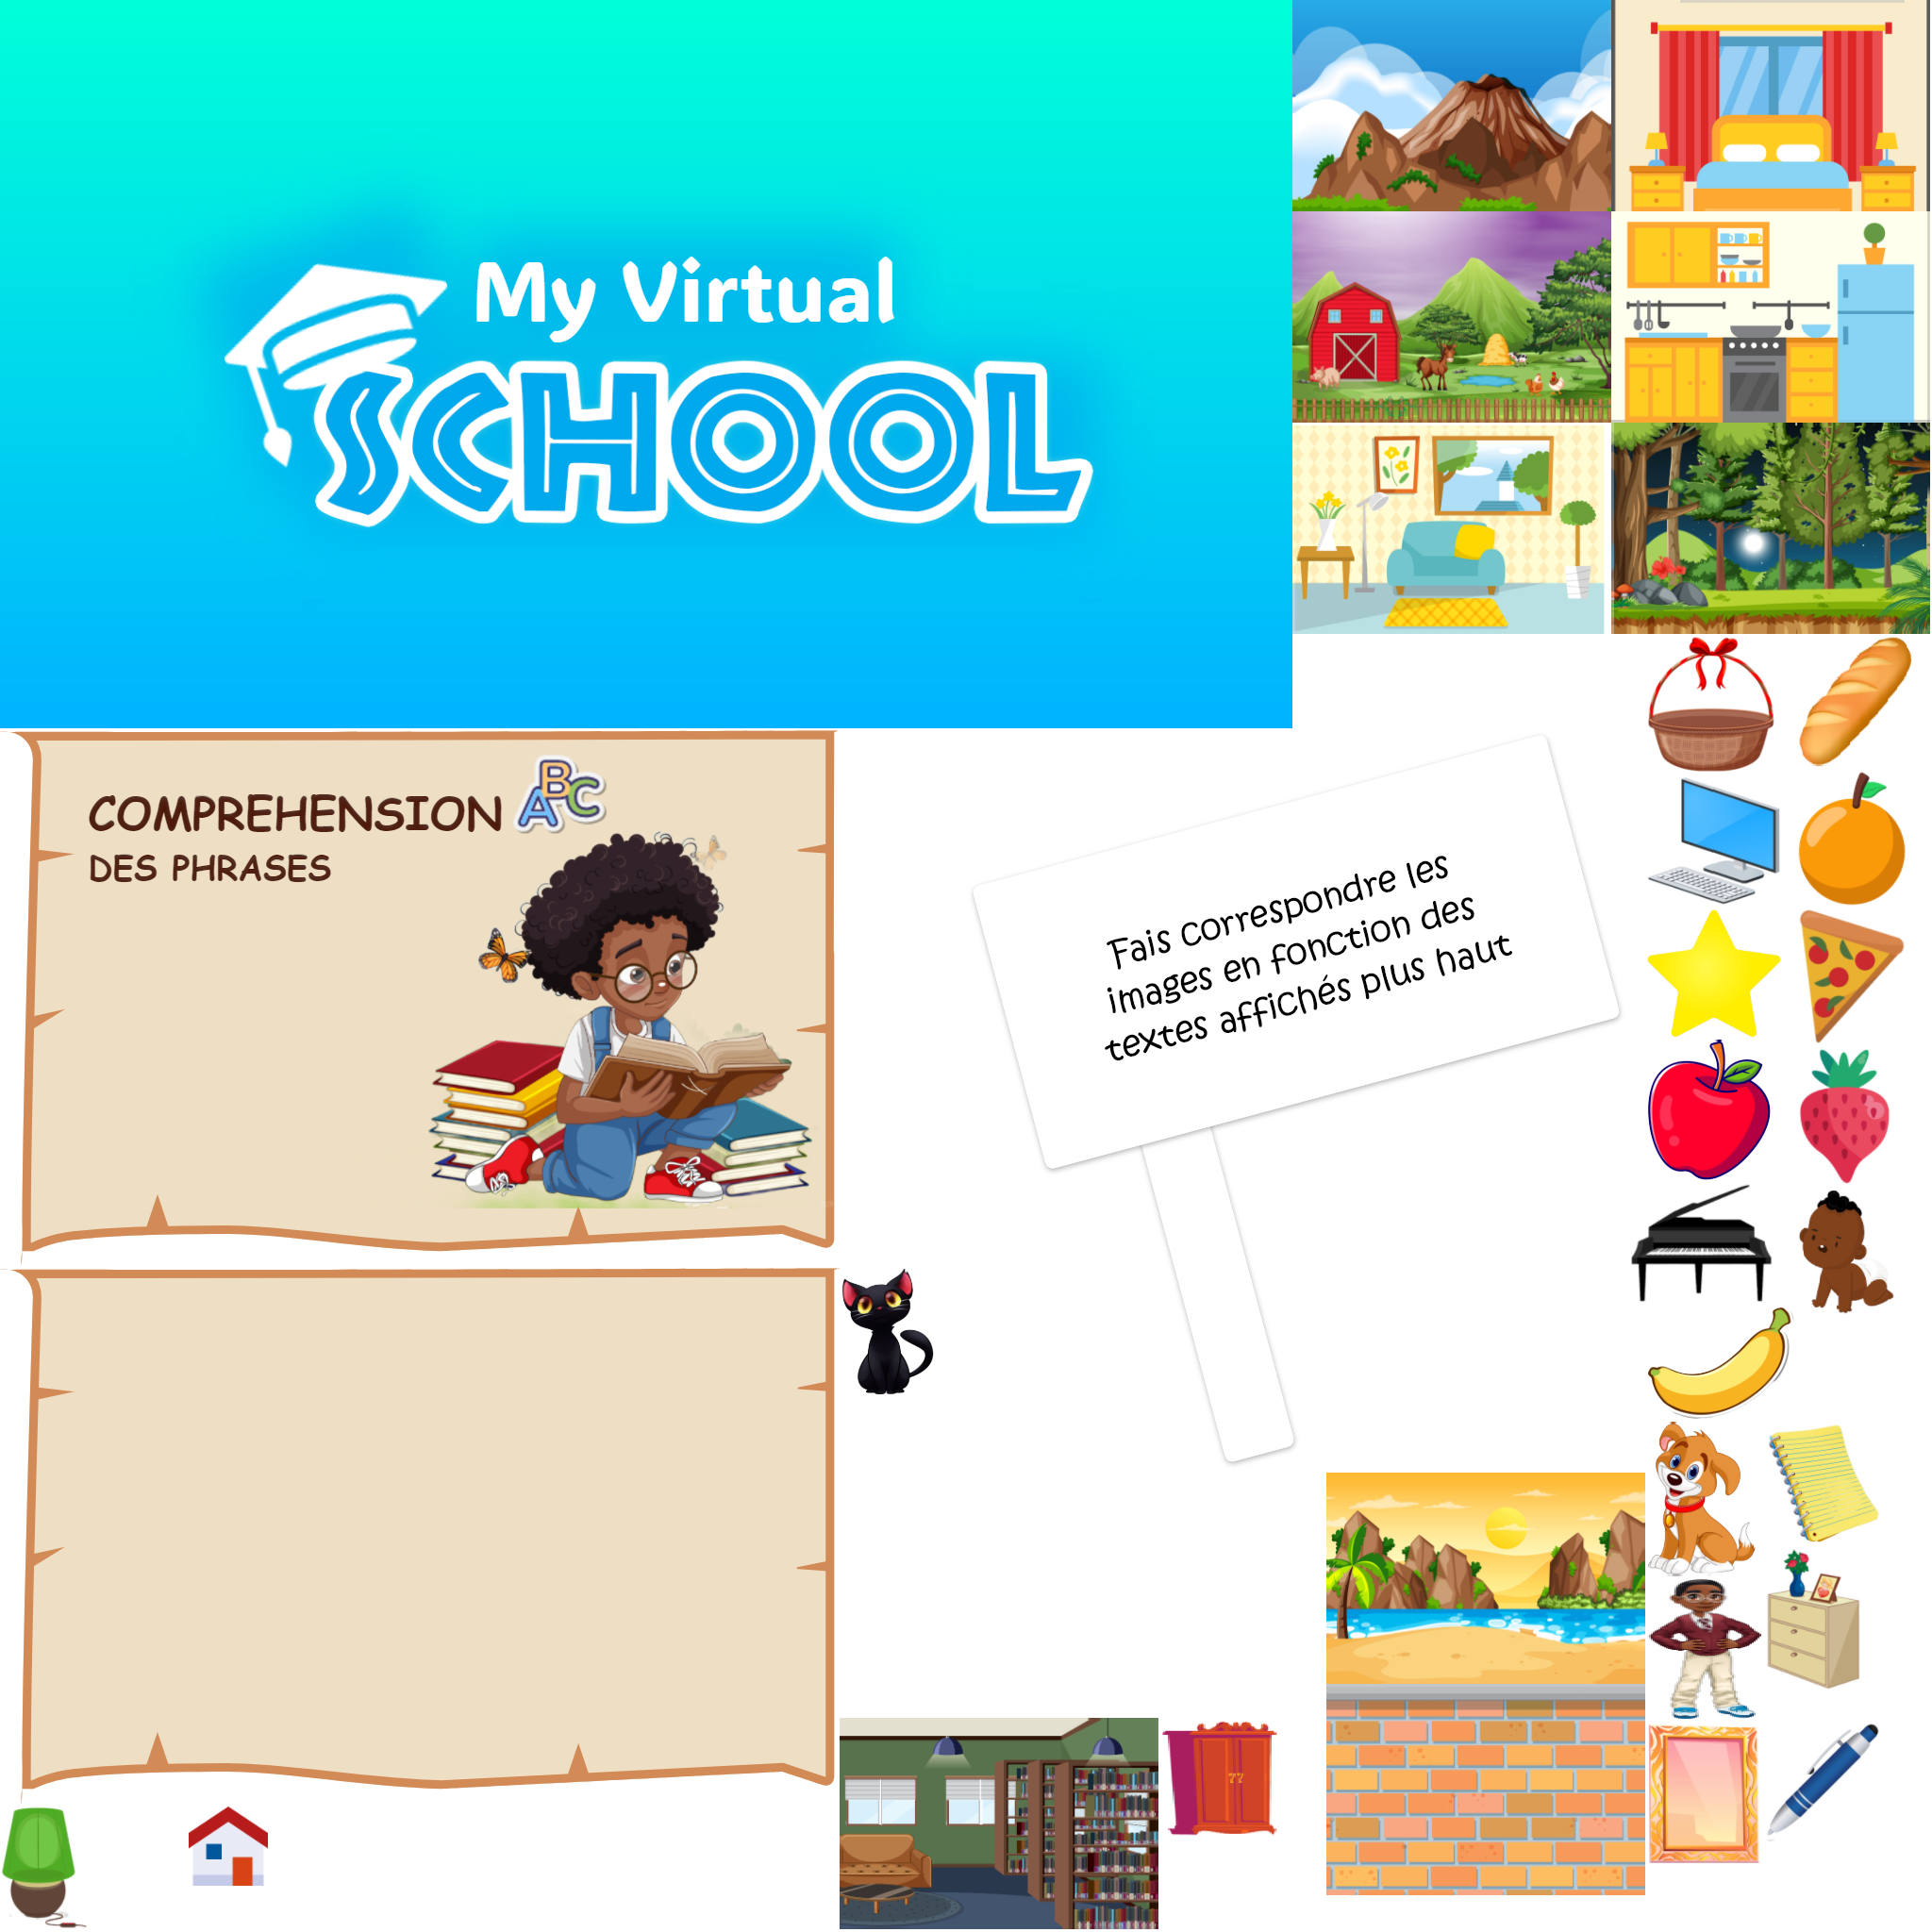 My Virtual
SCHOOL
COMPREHENSION
ABC
DES PHRASES
Fais correspondre les
images en fonction des
textes affichés plus haut